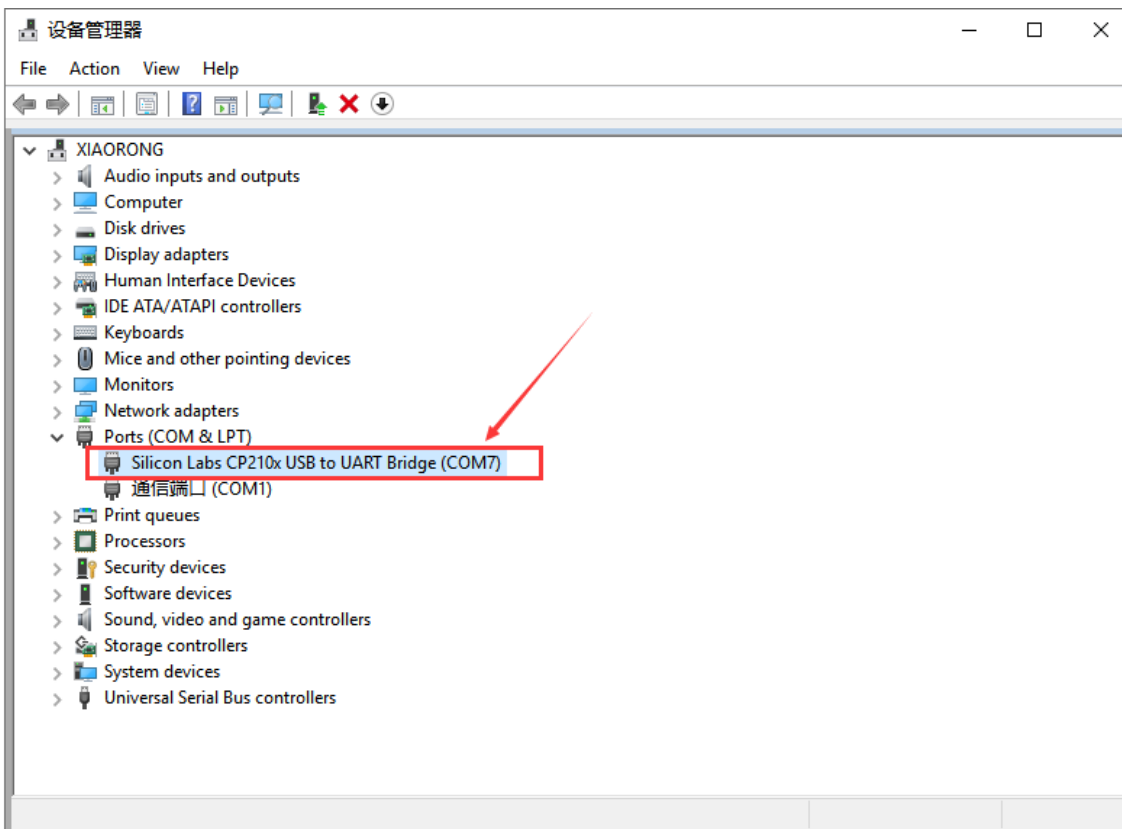 设备管理器
File Action View Help
XIAORONG
Audio inputs and outputs
Computer
Disk drives
Display adapters
Human Interface Devices
IDE ATA/ATAPI controllers
Keyboards
Mice and other pointing devices
Monitors
Network adapters
Ports (COM & LPT)
Silicon Labs CP210x USB to UART Bridge (COM7)
通信端口 (COM1)
Print queues
Processors
Security devices
Software devices
Sound, video and game controllers
Storage controllers
System devices
Universal Serial Bus controllers